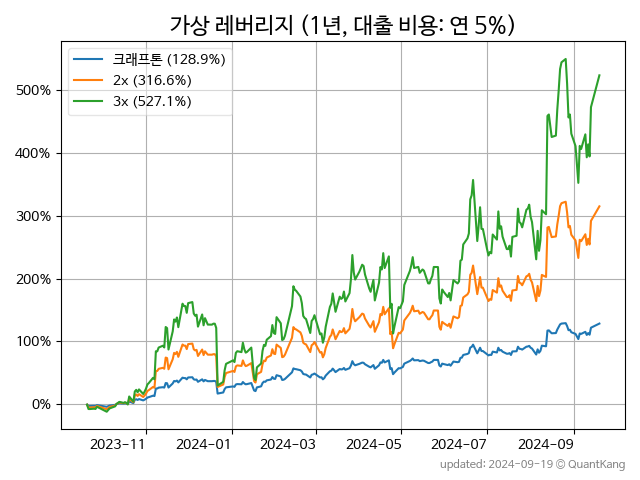 가상 레버리지 (1년, 대출 비용: 연 5%)
크래프톤 (128.9%)
2x (316.6%)
3x (527.1%)
500%
400%
300%
200%
100%
0%
2023-11
2024-01
2024-03
2024-05
2024-07
2024-09
updated: 2024-09-19 © QuantKang